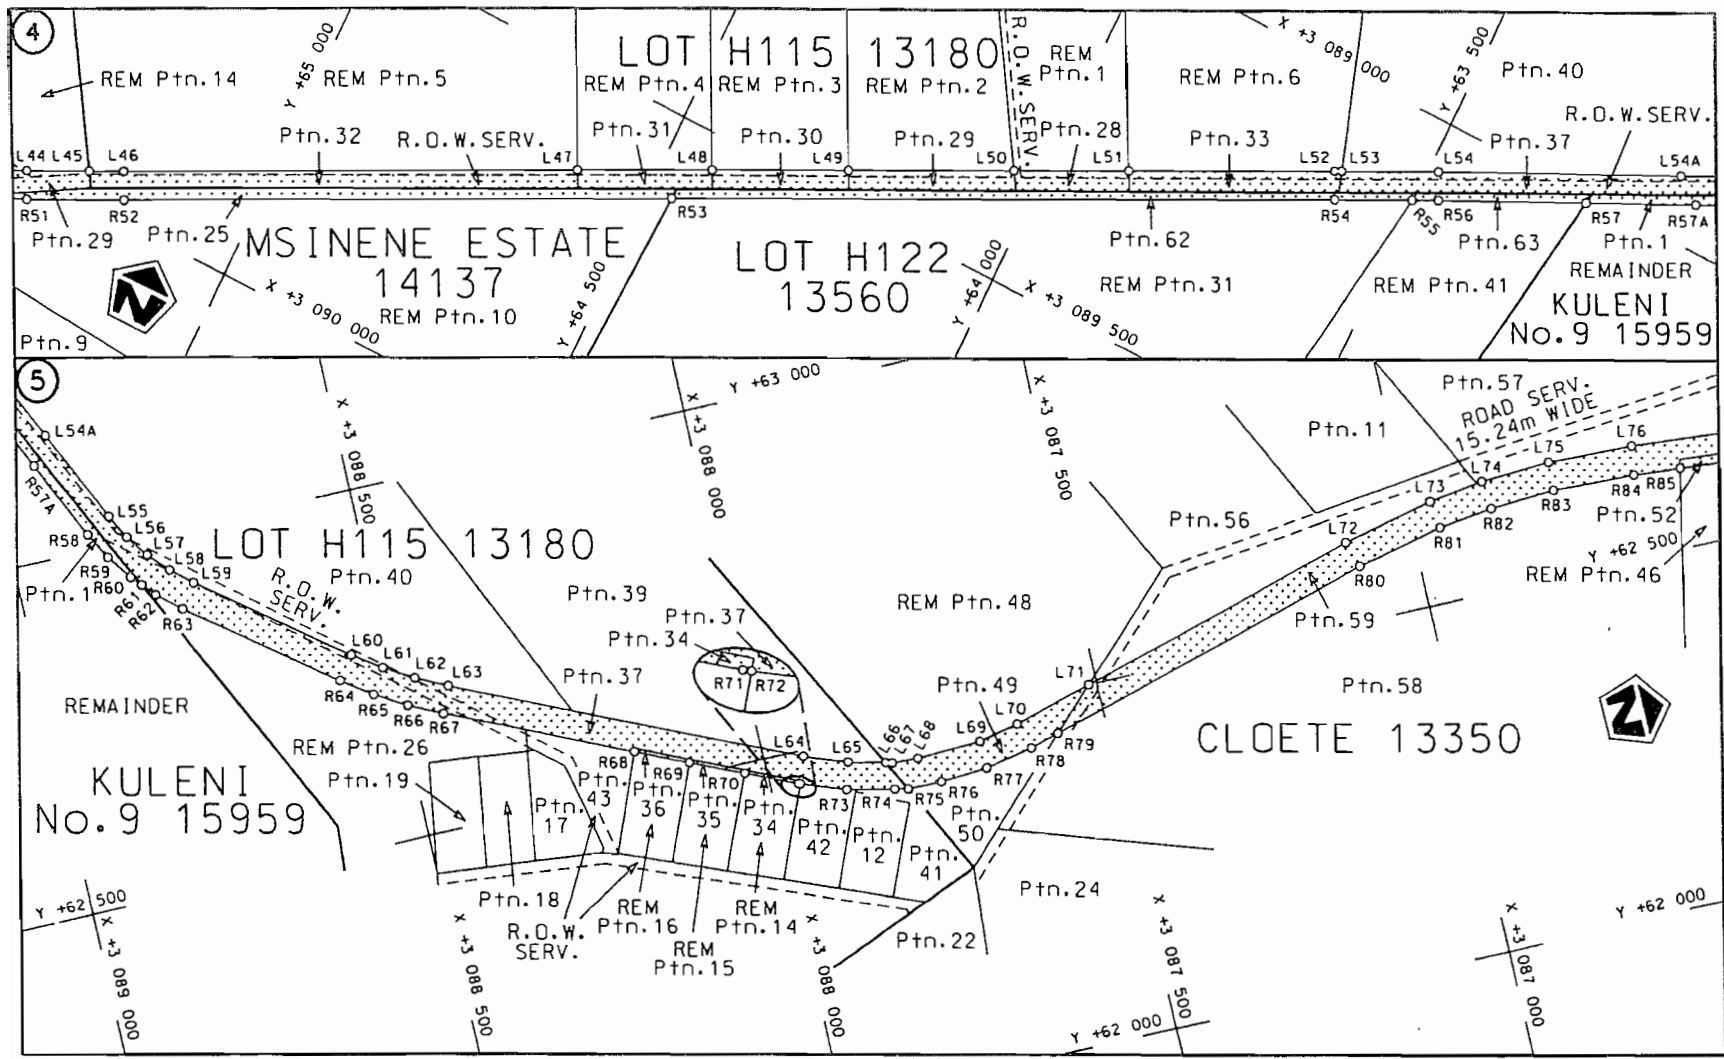 4
LOT H115 13180
REM Ptn.14
Y +65 000
REM Ptn.5
REM Ptn.4
REM Ptn.3
REM Ptn.2
R.O.W.SERV.
REM
Ptn.1
REM Ptn.6
X +3 089 000
Y +63 500
Ptn.40
Ptn.32
R.O.W.SERV.
Ptn.31
Ptn.30
Ptn.29
Ptn.28
Ptn.33
Ptn.37
R.O.W.SERV.
L44 L45 L46 L47 L48 L49 L50 L51 L52 L53 L54 L54A
R51 R52 R53 R54 R55 R56 R57 R57A
Ptn.29
Ptn.25
MSINENE ESTATE
14137
REM Ptn.10
X +3 090 000
Y +64 500
LOT H122
13560
Y +64 000
X +3 089 500
Ptn.62
REM Ptn.31
Ptn.63
REM Ptn.41
Ptn.1
REMAINDER
KULENI
No.9 15959
Ptn.9
5
Y +63 000
X +3 088 500
X +3 088 000
X +3 087 500
Ptn.57
ROAD SERV.
15.24m WIDE
Ptn.11
L54A
R57A
L55
L56
L57
L58
L59
R58
R59
R60
R61
R62
R63
Ptn.1
LOT H115 13180
Ptn.40
R.O.W.
SERV.
Ptn.39
Ptn.37
Ptn.34
R71 R72
REM Ptn.48
Ptn.56
L72 L73 L74 L75 L76
R80 R81 R82 R83 R84 R85
Ptn.52
Y +62 500
REM Ptn.46
Ptn.59
L60 L61 L62 L63
R64 R65 R66 R67
Ptn.37
Ptn.49
L71
Ptn.58
CLOETE 13350
L64 L65 L66 L67 L68 L69 L70
R68 R69 R70 R73 R74 R75 R76 R77 R78 R79
REMAINDER
KULENI
No.9 15959
REM Ptn.26
Ptn.19
Ptn.17
Ptn.43
Ptn.36
Ptn.35
Ptn.34
Ptn.42
Ptn.12
Ptn.41
Ptn.50
Ptn.18
R.O.W.
SERV.
REM
Ptn.16
REM
Ptn.15
REM
Ptn.14
Ptn.22
Ptn.24
Y +62 500
X +3 089 000
X +3 088 500
X +3 088 000
X +3 087 500
X +3 087 000
Y +62 000
Y +62 000